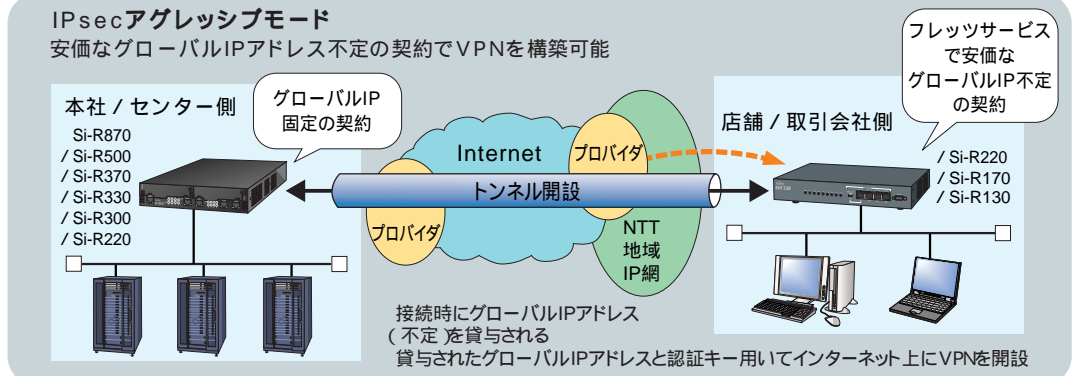 IPsecアグレッシブモード
安価なグローバルIPアドレス不定の契約でVPNを構築可能
本社 / センター側
Si-R870
/ Si-R500
/ Si-R370
/ Si-R330
/ Si-R300
/ Si-R220
グローバルIP
固定の契約
Internet
プロバイダ
トンネル開設
プロバイダ
NTT
地域
IP網
フレッツサービス
で安価な
グローバルIP不定
の契約
店舗 / 取引会社側
/ Si-R220
/ Si-R170
/ Si-R130
接続時にグローバルIPアドレス
(不定)を貸与される
貸与されたグローバルIPアドレスと認証キー用いてインターネット上にVPNを開設